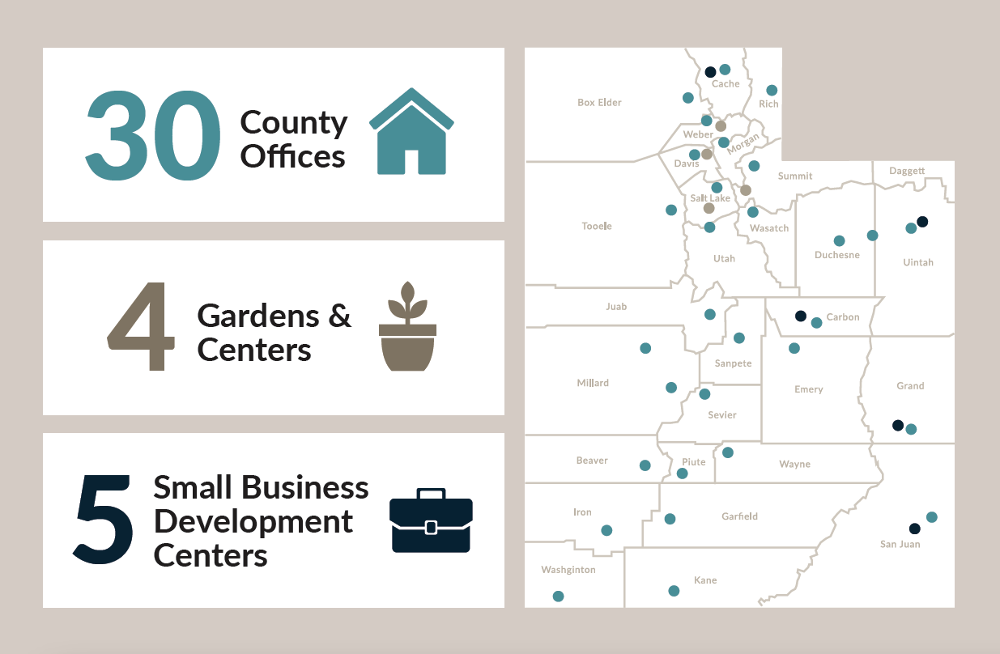 30
County
Offices
4
Gardens &
Centers
5
Small Business
Development
Centers
Box Elder
Cache
Rich
Weber
Morgan
Davis
Summit
Daggett
Salt Lake
Tooele
Wasatch
Duchesne
Uintah
Utah
Juab
Carbon
Sanpete
Millard
Emery
Grand
Sevier
Beaver
Piute
Wayne
Iron
Garfield
San Juan
Washginton
Kane